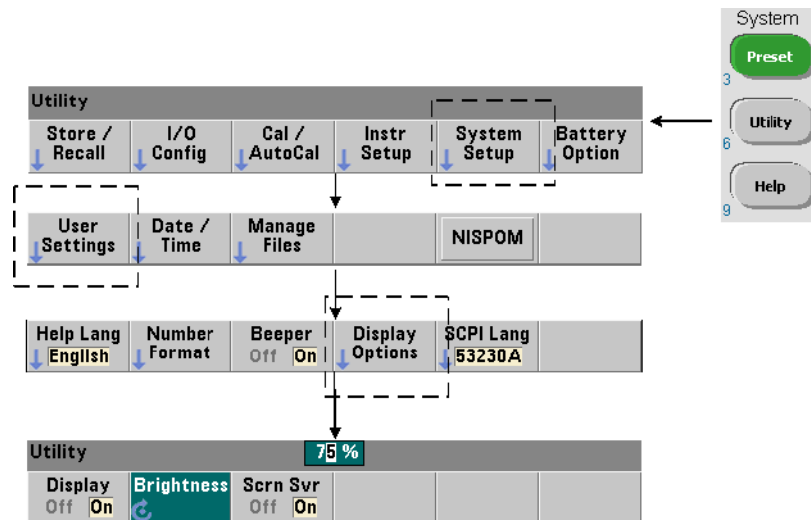 System
Preset
3
Utility
6
Help
9
Utility
Store / Recall
I/O Config
Cal / AutoCal
Instr Setup
System Setup
Battery Option
User Settings
Date / Time
Manage Files
NISPOM
Help Lang English
Number Format
Beeper Off On
Display Options
SCPI Lang 53230A
Utility
75 %
Display Off On
Brightness
Scrn Svr Off On